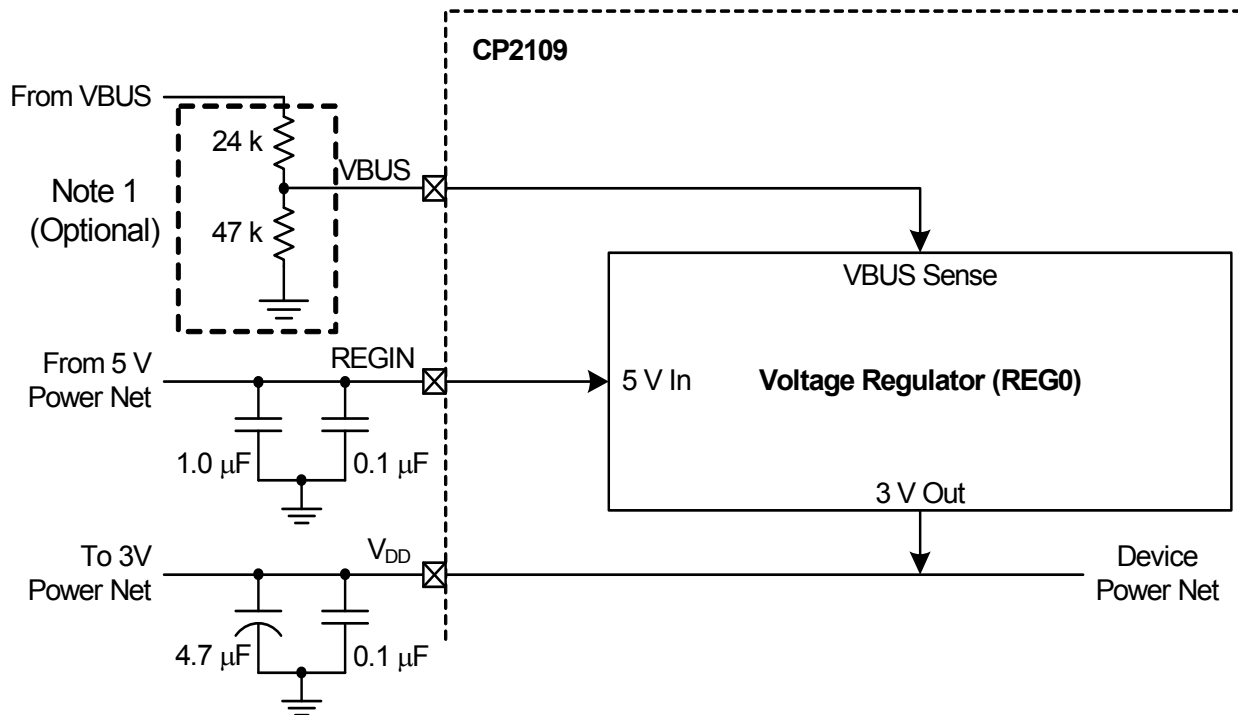 CP2109
From VBUS
24 k
VBUS
Note 1
(Optional)
47 k
VBUS Sense
From 5 V
Power Net
REGIN
5 V In
Voltage Regulator (REG0)
1.0 μF
0.1 μF
3 V Out
To 3V
Power Net
VDD
Device
Power Net
4.7 μF
0.1 μF